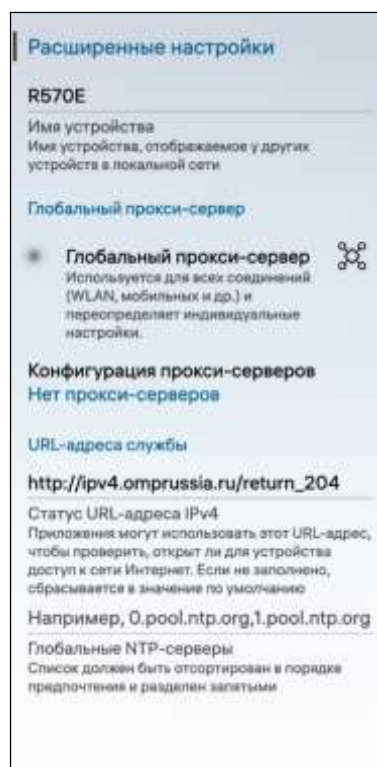 Расширенные настройки
R570E
Имя устройства
Имя устройства, отображаемое у других
устройств в локальной сети
Глобальный прокси-сервер
Глобальный прокси-сервер
Используется для всех соединений
(WLAN, мобильных и др.) и
переопределяет индивидуальные
настройки.
Конфигурация прокси-серверов
Нет прокси-серверов
URL-адреса службы
http://ipv4.omprussia.ru/return_204
Статус URL-адреса IPv4
Приложения могут использовать этот URL-адрес,
чтобы проверить, открыт ли для устройства
доступ к сети Интернет. Если не заполнено,
сбрасывается в значение по умолчанию
Например, 0.pool.ntp.org,1.pool.ntp.org
Глобальные NTP-серверы
Список должен быть отсортирован в порядке
предпочтения и разделен запятыми